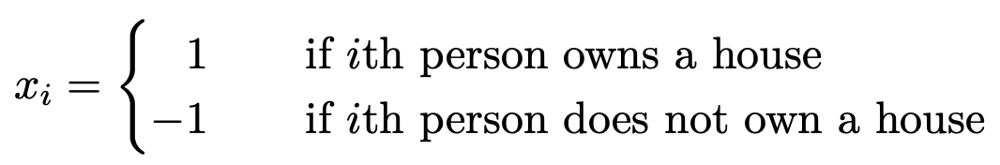 x_i = { 1 if ith person owns a house
−1 if ith person does not own a house